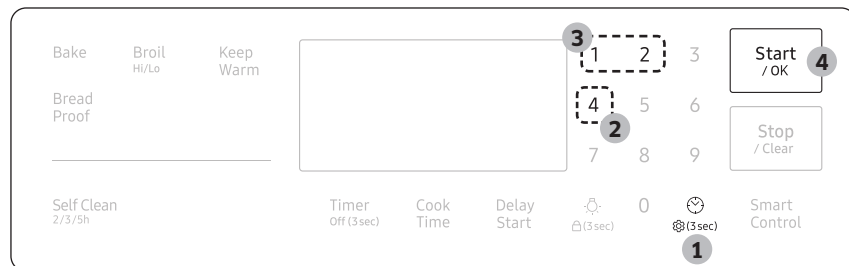 3
Bake Broil Keep 1 2 3 Start
Hi/Lo Warm / OK 4
Bread 4 5 6
Proof 2 Stop
7 8 9 / Clear
Self Clean Timer Cook Delay 0 Smart
2/3/5h Off (3 sec) Time Start (3 sec) (3 sec) Control
1